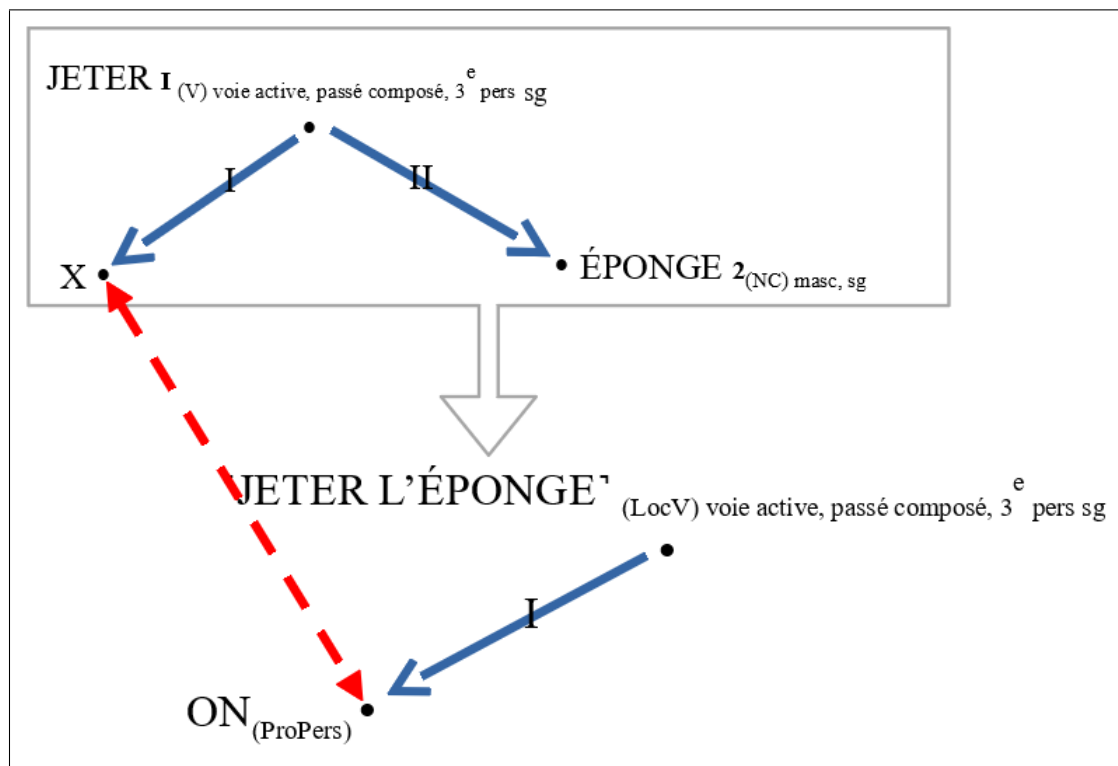 JETER I (V) voie active, passé composé, 3e pers sg
I
II
X
ÉPONGE 2(NC) masc, sg
⌜JETER L’ÉPONGE⌝ (LocV) voie active, passé composé, 3e pers sg
I
ON(ProPers)